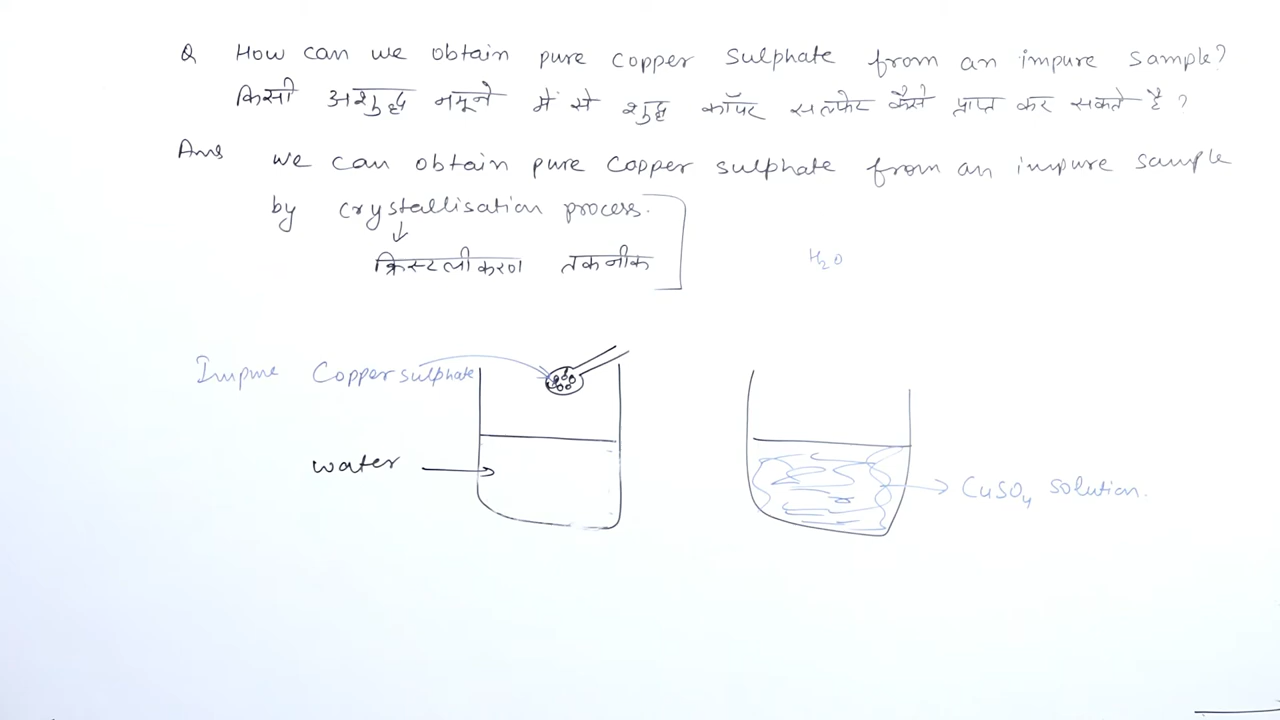 Q How can we obtain pure copper sulphate from an impure sample?
किसी अशुद्ध नमूने में से शुद्ध कॉपर सल्फेट कैसे प्राप्त कर सकते है ?
Ans we can obtain pure copper sulphate from an impure sample
by crystallisation process.
क्रिस्टलीकरण तकनीक
H₂O
Impure Copper sulphate
water
CuSO₄ solution.